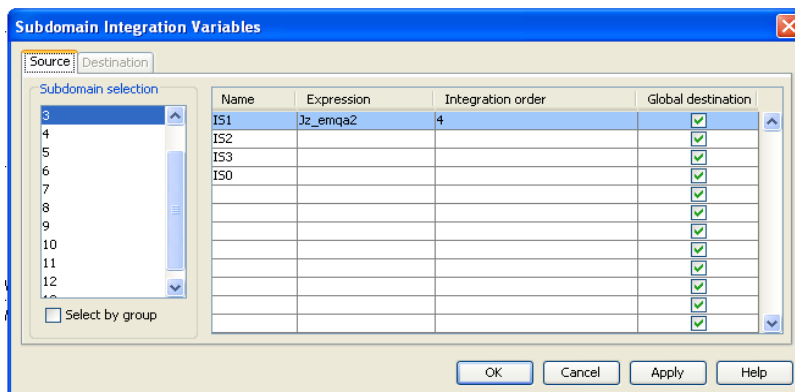 Subdomain Integration Variables
Source Destination
Subdomain selection
3
4
5
6
7
8
9
10
11
12
Select by group
Name Expression Integration order Global destination
IS1 Jz_emqa2 4
IS2
IS3
IS0
OK Cancel Apply Help